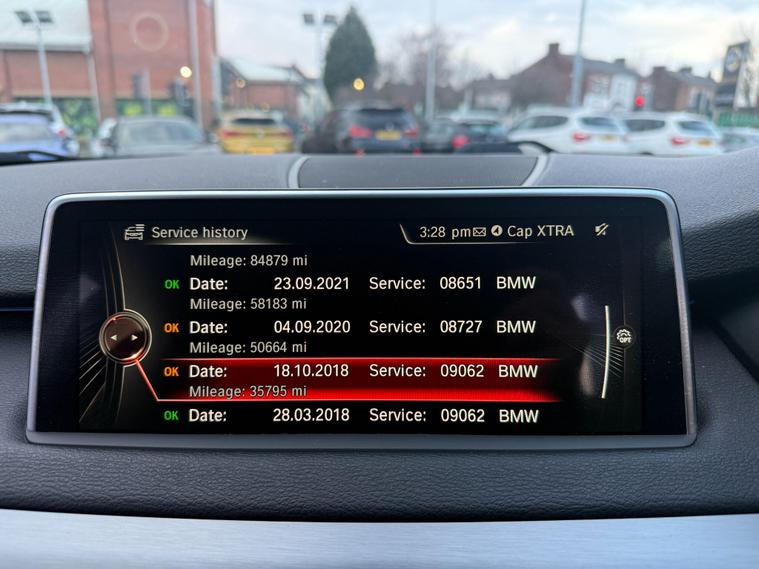 Service history
3:28 pm Cap XTRA
Mileage: 84879 mi
OK Date: 23.09.2021 Service: 08651 BMW
Mileage: 58183 mi
OK Date: 04.09.2020 Service: 08727 BMW
Mileage: 50664 mi
OK Date: 18.10.2018 Service: 09062 BMW
Mileage: 35795 mi
OK Date: 28.03.2018 Service: 09062 BMW
OPT